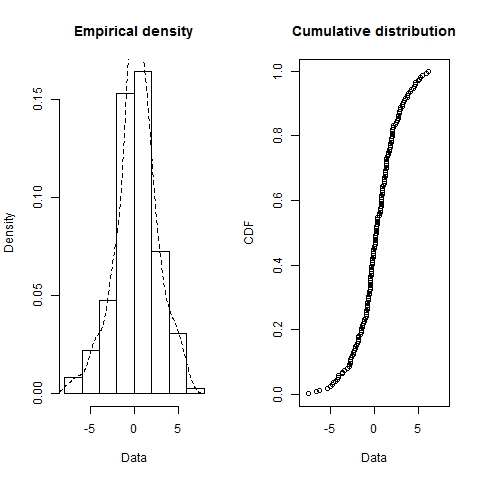 Empirical density
Density
0.00
0.05
0.10
0.15
-5
0
5
Data
Cumulative distribution
CDF
0.0
0.2
0.4
0.6
0.8
1.0
-5
0
5
Data